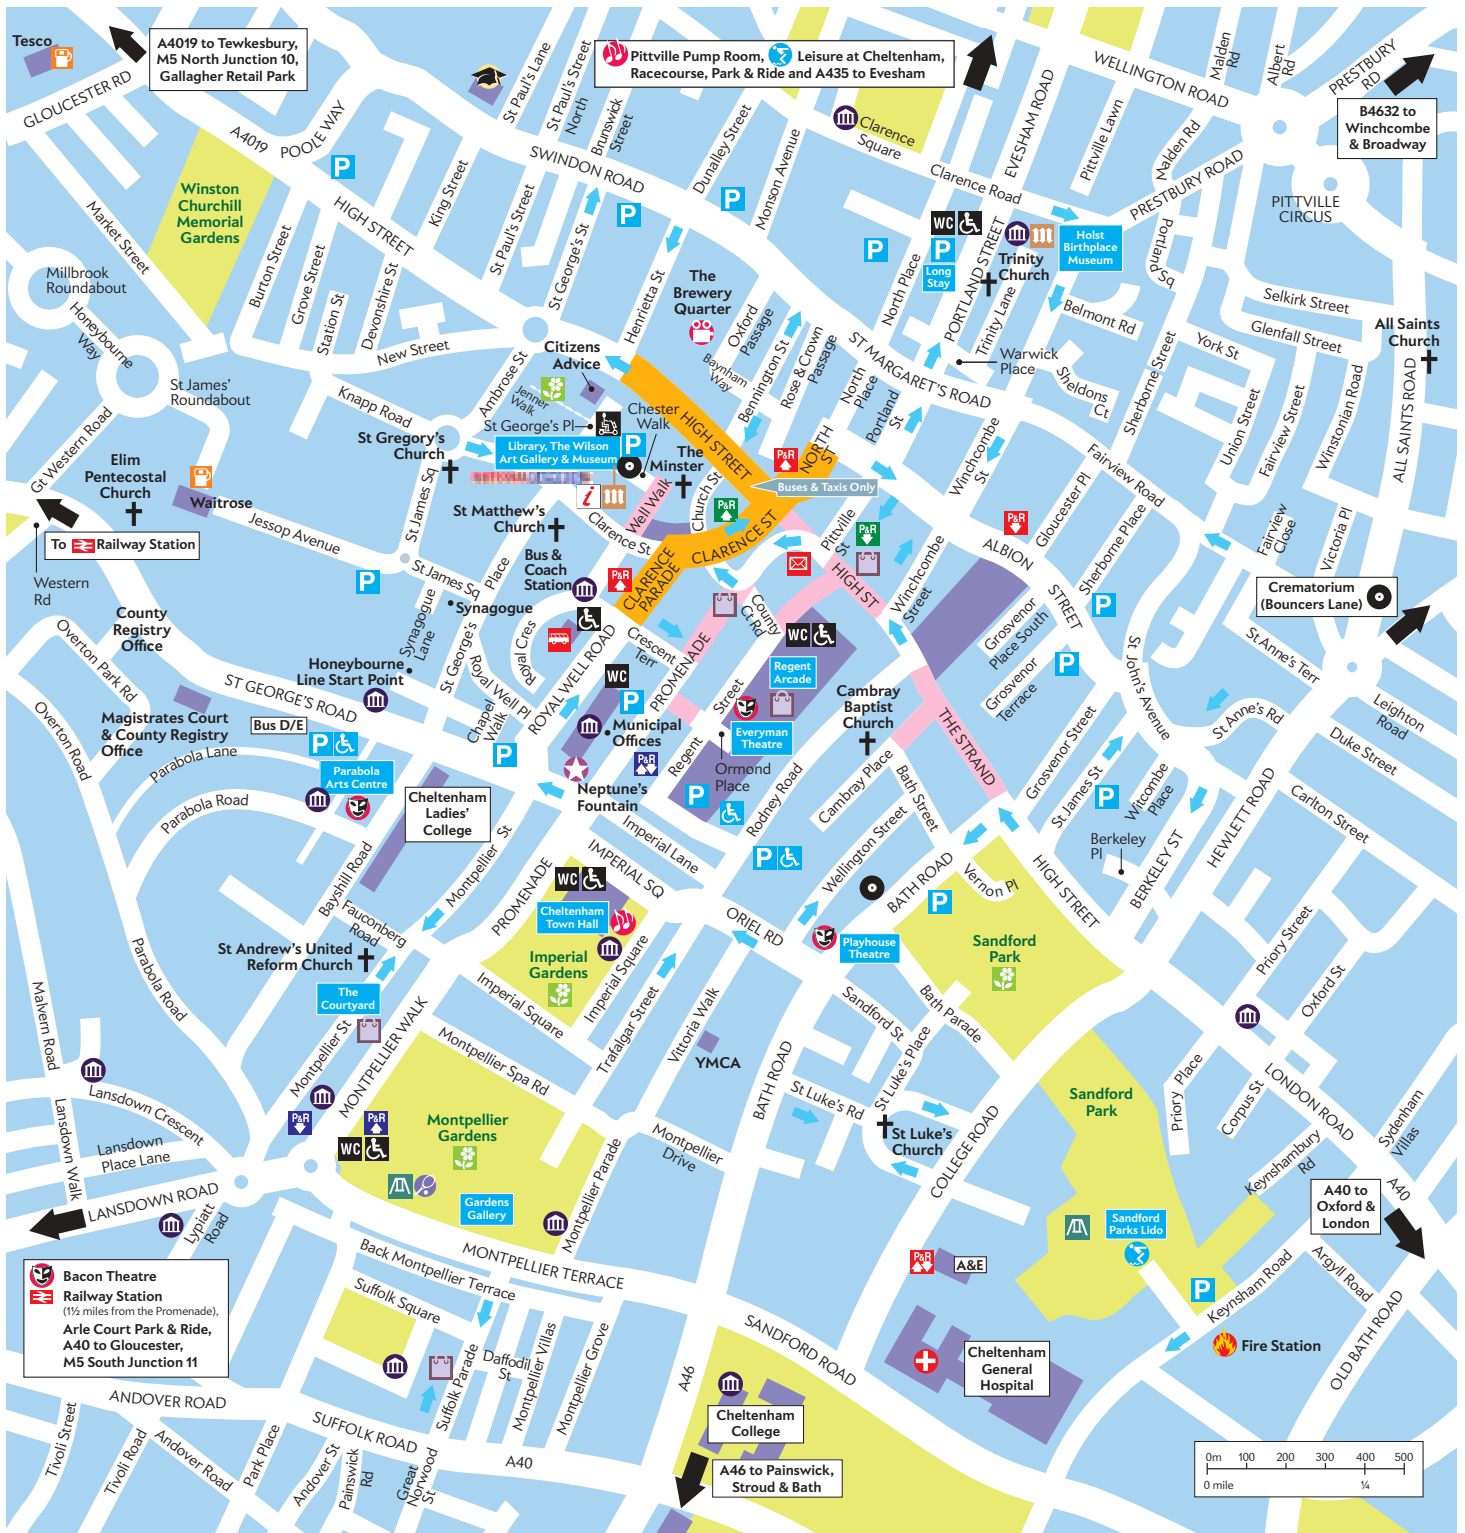 Tesco
A4019 to Tewkesbury,
M5 North Junction 10,
Gallagher Retail Park
GLOUCESTER RD
A4019
POOLE WAY
P
St Paul's Lane
St Paul's Street
North
Brunswick
Street
Pittville Pump Room,
Leisure at Cheltenham,
Racecourse, Park & Ride and A435 to Evesham
WELLINGTON ROAD
Malden
Rd
Albert
Rd
PRESTBURY
RD
B4632 to
Winchcombe
& Broadway
Clarence
Square
EVESHAM ROAD
Pittville Lawn
Malden Rd
PRESTBURY ROAD
PITTVILLE
CIRCUS
Clarence Road
Winston
Churchill
Memorial
Gardens
Market Street
HIGH STREET
King Street
SWINDON ROAD
Dunalley Street
Monson Avenue
P
P
St Paul's Street
St George's St
Henrietta St
Millbrook
Roundabout
Honeybourne
Way
Burton Street
Grove Street
Station St
Devonshire St
New Street
The
Brewery
Quarter
Oxford
Passage
Baynham
Way
Bennington St
Rose & Crown
Passage
P
North Place
WC
P
Long
Stay
PORTLAND STREET
Trinity
Church
Trinity Lane
Holst
Birthplace
Museum
Portland
Sq
Belmont Rd
Selkirk Street
Glenfall Street
York St
All Saints
Church
ALL SAINTS ROAD
Warwick
Place
Sheldons
Ct
Sherborne Street
Union Street
Fairview Street
Winstonian Road
ST MARGARET'S ROAD
North
Place
Portland
St
Winchcombe
St
Fairview Road
St James'
Roundabout
Gt Western Road
Knapp Road
Ambrose St
Citizens
Advice
Jenner
Walk
St George's Pl
Chester
Walk
HIGH STREET
NORTH
ST
P&R
Buses & Taxis Only
St Gregory's
Church
Library, The Wilson
Art Gallery & Museum
P
The
Minster
Church St
Well Walk
P&R
i
Elim
Pentecostal
Church
Waitrose
Jessop Avenue
St James Sq
To
Railway Station
Western
Rd
St Matthew's
Church
Clarence St
CLARENCE ST
CLARENCE
PARADE
Pittville
St
P&R
Bus &
Coach
Station
P&R
HIGH ST
Winchcombe
Street
ALBION
STREET
P&R
Gloucester Pl
Sherborne Place
Fairview
Close
Victoria Pl
Crematorium
(Bouncers Lane)
P
P
St James Sq
Synagogue
Synagogue
Lane
St George's
Place
Royal Cres
Royal Well Pl
Road
Chapel
Walk
ROYAL WELL ROAD
Crescent
Terr
PROMENADE
County
Ct Rd
WC
WC
P
Regent
Arcade
Cambray
Baptist
Church
Grosvenor
Place South
Grosvenor
Terrace
P
St John's Avenue
St Anne's Terr
St Anne's Rd
Leighton
Road
Duke Street
County
Registry
Office
Overton Park Rd
Honeybourne
Line Start Point
ST GEORGE'S ROAD
Magistrates Court
& County Registry
Office
Bus D/E
P
Parabola Lane
Parabola
Arts Centre
Parabola Road
Overton Road
Cheltenham
Ladies'
College
P
Municipal
Offices
P&R
Neptune's
Fountain
Regent
Street
Everyman
Theatre
Ormond
Place
P
Rodney Road
THE STRAND
Cambray Place
Bath Street
Grosvenor Street
St James St
P
Witcombe
Place
Berkeley
Pl
BERKELEY ST
HEWLETT ROAD
Carlton Street
Imperial Lane
P
Wellington Street
BATH ROAD
Vernon Pl
P
HIGH STREET
Bayshill Road
Fauconberg
Road
Montpellier St
PROMENADE
IMPERIAL SQ
WC
Cheltenham
Town Hall
Imperial
Gardens
Imperial Square
Imperial Square
ORIEL RD
Playhouse
Theatre
Sandford
Park
Priory Street
Oxford St
St Andrew's United
Reform Church
The
Courtyard
Montpellier St
MONTPELLIER WALK
Parabola Road
Malvern Road
Trafalgar Street
Vittoria Walk
YMCA
Sandford St
Bath Parade
St Luke's Place
BATH ROAD
St Luke's Rd
St Luke's
Church
COLLEGE ROAD
Sandford
Park
Priory Place
Corpus St
LONDON ROAD
Sydenham
Villas
Keynshambury
Rd
A40
A40 to
Oxford &
London
Lansdown Crescent
Lansdown
Place Lane
Lansdown Walk
LANSDOWN ROAD
Lypiatt
Road
P&R
P&R
WC
Montpellier
Gardens
Montpellier Spa Rd
Gardens
Gallery
Montpellier Parade
Montpellier
Drive
MONTPELLIER TERRACE
Back Montpellier Terrace
Sandford
Parks Lido
P
Keynsham Road
Argyll Road
OLD BATH ROAD
Fire Station
P&R
A&E
Cheltenham
General
Hospital
Bacon Theatre
Railway Station
(1½ miles from the Promenade),
Arle Court Park & Ride,
A40 to Gloucester,
M5 South Junction 11
Suffolk Square
Suffolk Parade
Daffodil
St
Montpellier Villas
Montpellier Grove
A46
SANDFORD ROAD
Cheltenham
College
A46 to Painswick,
Stroud & Bath
ANDOVER ROAD
SUFFOLK ROAD
A40
Tivoli Street
Tivoli Road
Andover Road
Park Place
Andover St
Painswick
Rd
Great
Norwood
St
0m 100 200 300 400 500
0 mile ¼